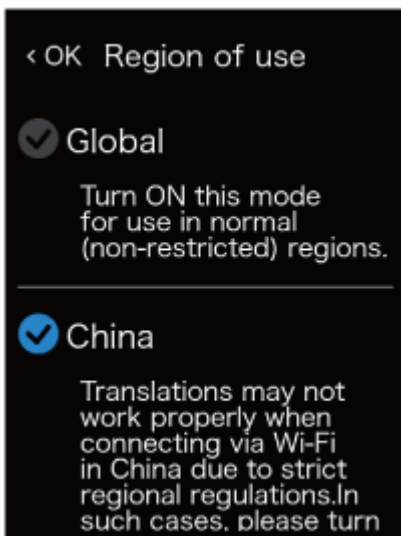 < OK Region of use
Global
Turn ON this mode
for use in normal
(non-restricted) regions.
China
Translations may not
work properly when
connecting via Wi-Fi
in China due to strict
regional regulations.In
such cases, please turn